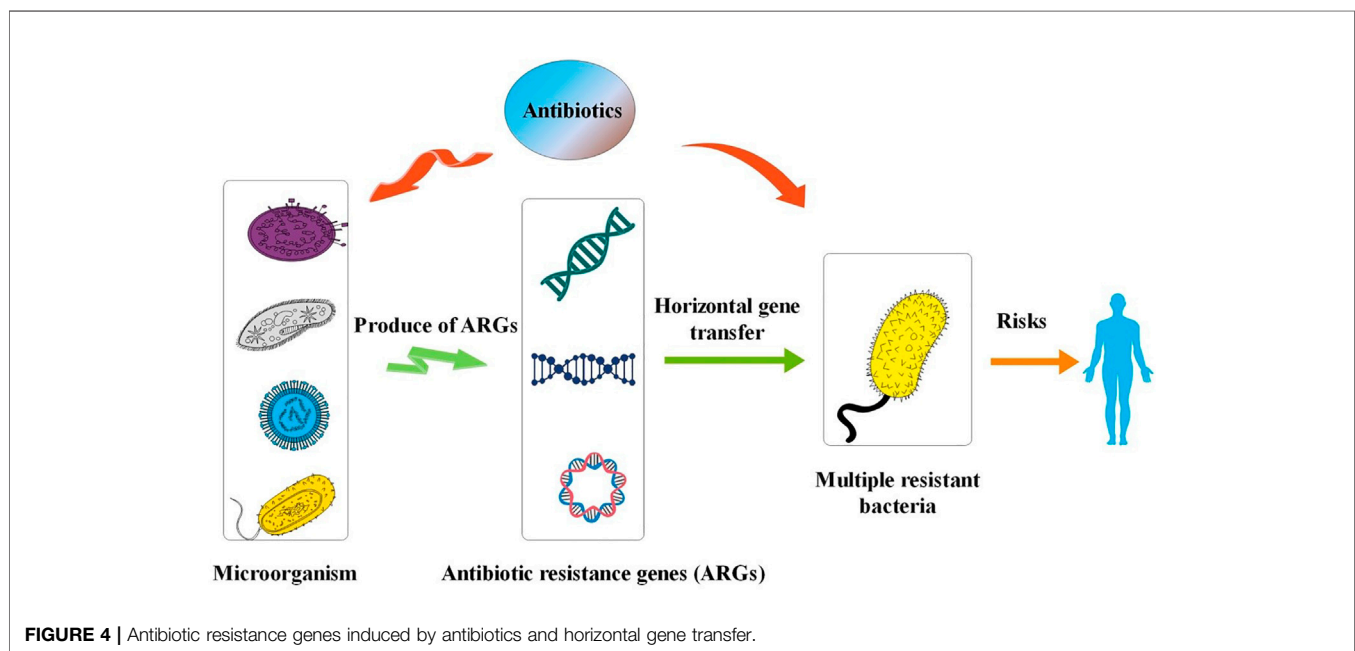 Antibiotics
Produce of ARGs
Horizontal gene
transfer
Risks
Multiple resistant
bacteria
Microorganism
Antibiotic resistance genes (ARGs)
FIGURE 4 | Antibiotic resistance genes induced by antibiotics and horizontal gene transfer.